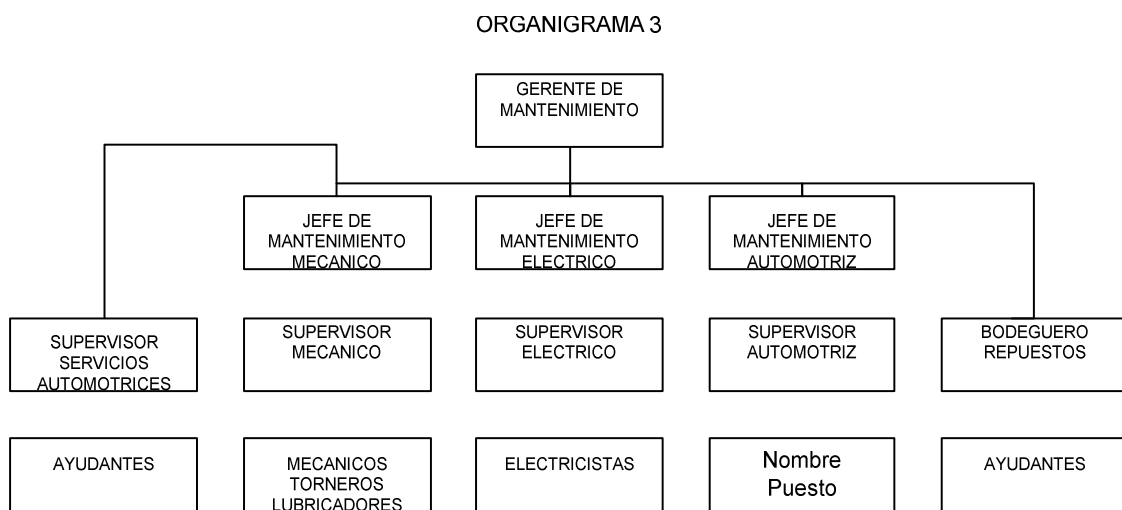 ORGANIGRAMA 3
GERENTE DE
MANTENIMIENTO
JEFE DE
MANTENIMIENTO
MECANICO
JEFE DE
MANTENIMIENTO
ELECTRICO
JEFE DE
MANTENIMIENTO
AUTOMOTRIZ
SUPERVISOR
SERVICIOS
AUTOMOTRICES
SUPERVISOR
MECANICO
SUPERVISOR
ELECTRICO
SUPERVISOR
AUTOMOTRIZ
BODEGUERO
REPUESTOS
AYUDANTES
MECANICOS
TORNEROS
LUBRICADORES
ELECTRICISTAS
Nombre
Puesto
AYUDANTES